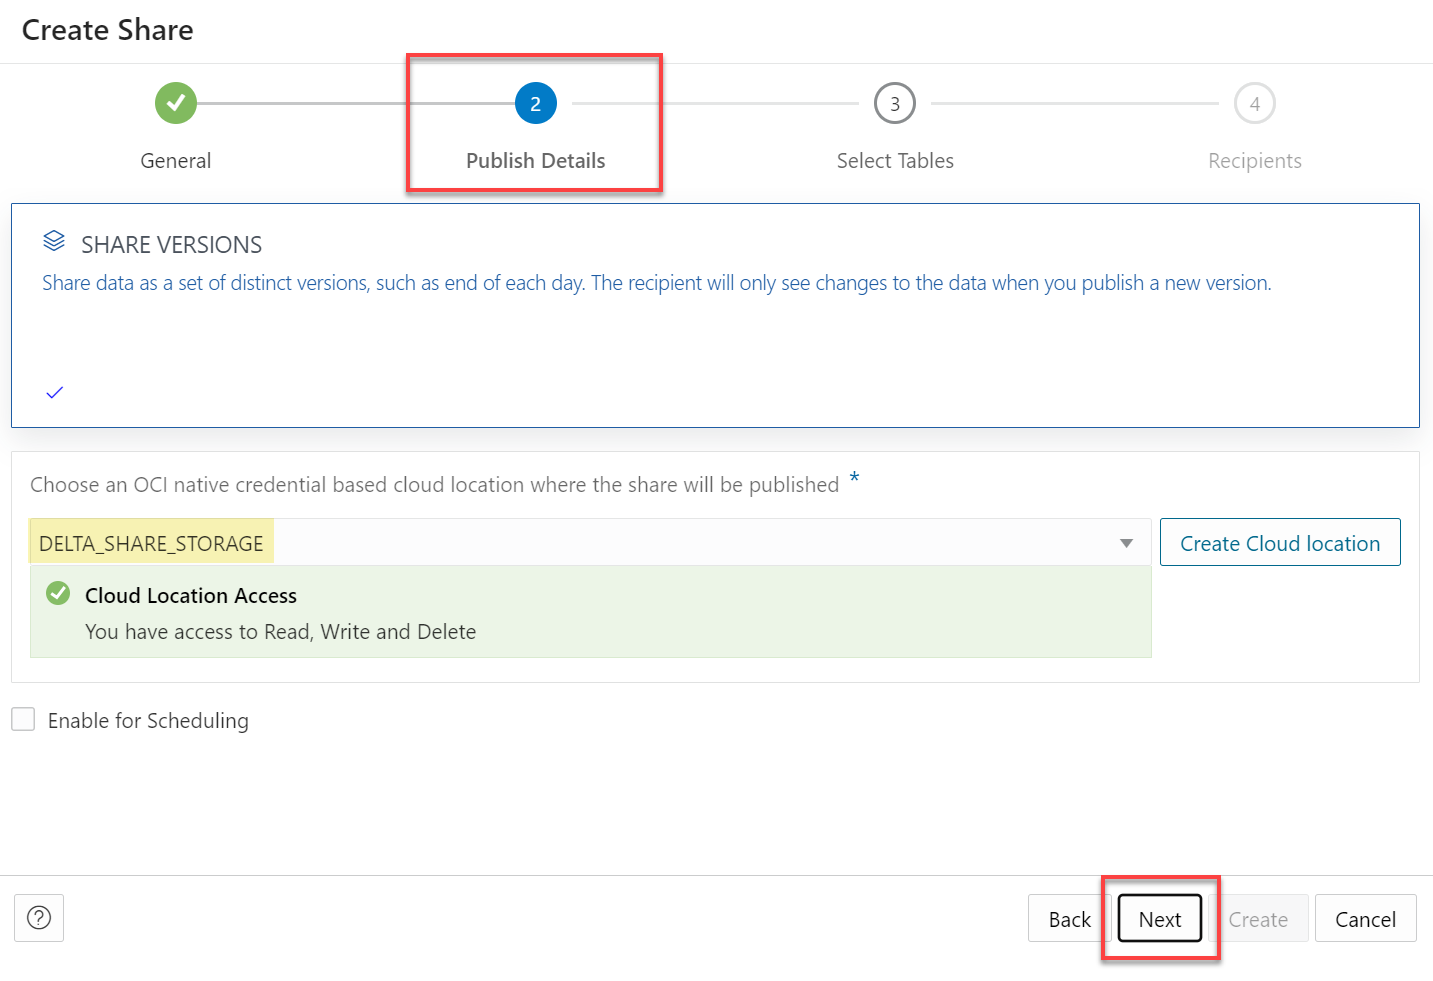 Create Share
2
3
4
General
Publish Details
Select Tables
Recipients
SHARE VERSIONS
Share data as a set of distinct versions, such as end of each day. The recipient will only see changes to the data when you publish a new version.
Choose an OCI native credential based cloud location where the share will be published *
DELTA_SHARE_STORAGE
Create Cloud location
Cloud Location Access
You have access to Read, Write and Delete
Enable for Scheduling
?
Back
Next
Create
Cancel